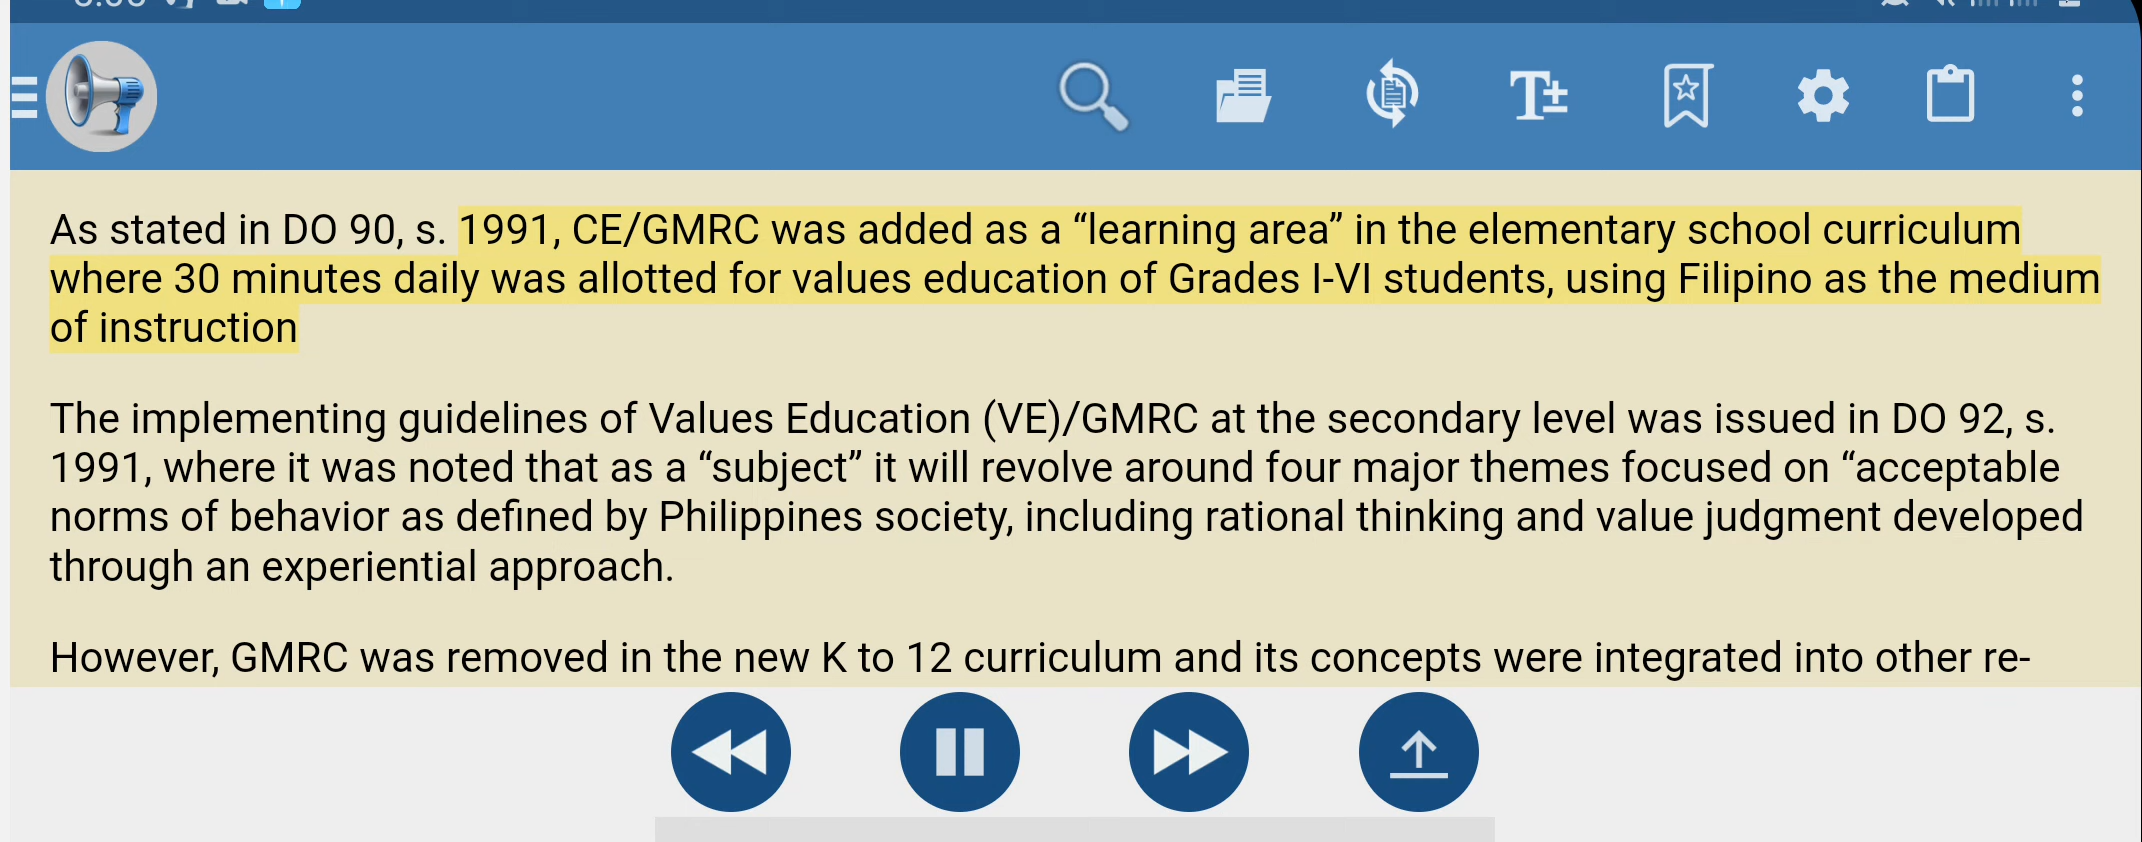 As stated in DO 90, s. 1991, CE/GMRC was added as a “learning area” in the elementary school curriculum
where 30 minutes daily was allotted for values education of Grades I-VI students, using Filipino as the medium
of instruction
The implementing guidelines of Values Education (VE)/GMRC at the secondary level was issued in DO 92, s.
1991, where it was noted that as a “subject” it will revolve around four major themes focused on “acceptable
norms of behavior as defined by Philippines society, including rational thinking and value judgment developed
through an experiential approach.
However, GMRC was removed in the new K to 12 curriculum and its concepts were integrated into other re-